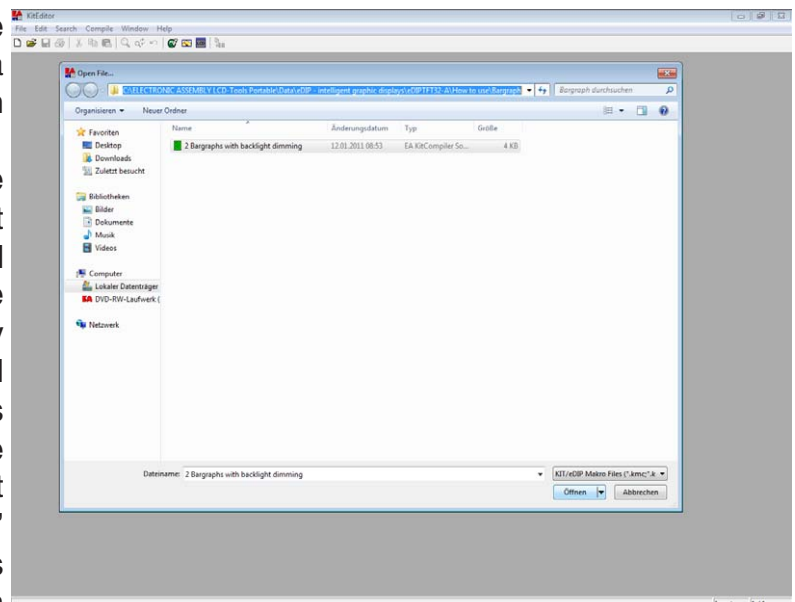 KitEditor
File Edit Search Compile Window Help
Open File...
C:\ELECTRONIC ASSEMBLY LCD-Tools Portable\Data\eDIP - intelligent graphic displays\eDIPTFT32-A\How to use\Bargraph
Bargraph durchsuchen
Organisieren Neuer Ordner
Name Änderungsdatum Typ Größe
2 Bargraphs with backlight dimming 12.01.2011 08:53 EA KitCompiler So... 4 KB
Favoriten
Desktop
Downloads
Zuletzt besucht
Bibliotheken
Bilder
Dokumente
Musik
Videos
Computer
Lokaler Datenträger
DVD-RW-Laufwerk (
Netzwerk
Dateiname: 2 Bargraphs with backlight dimming
KIT/eDIP Makro Files (*.kmc;*.k
Öffnen Abbrechen